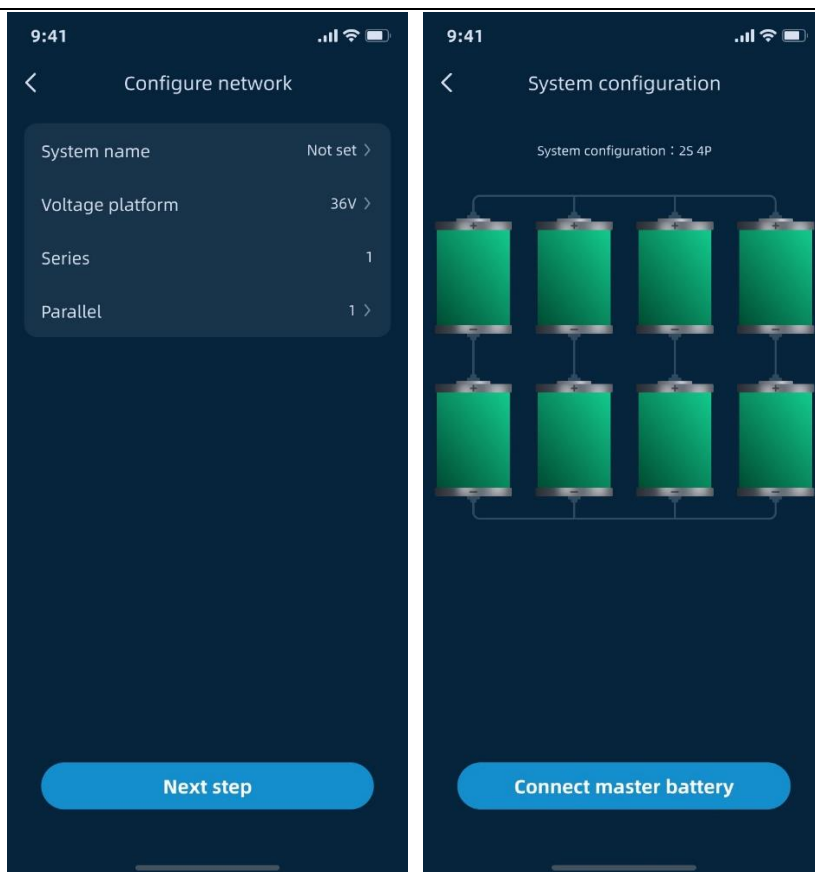 9:41
Configure network
System name Not set >
Voltage platform 36V >
Series 1
Parallel 1 >
Next step
9:41
System configuration
System configuration：2S 4P
+ + + +
- - - -
+ + + +
- - - -
Connect master battery